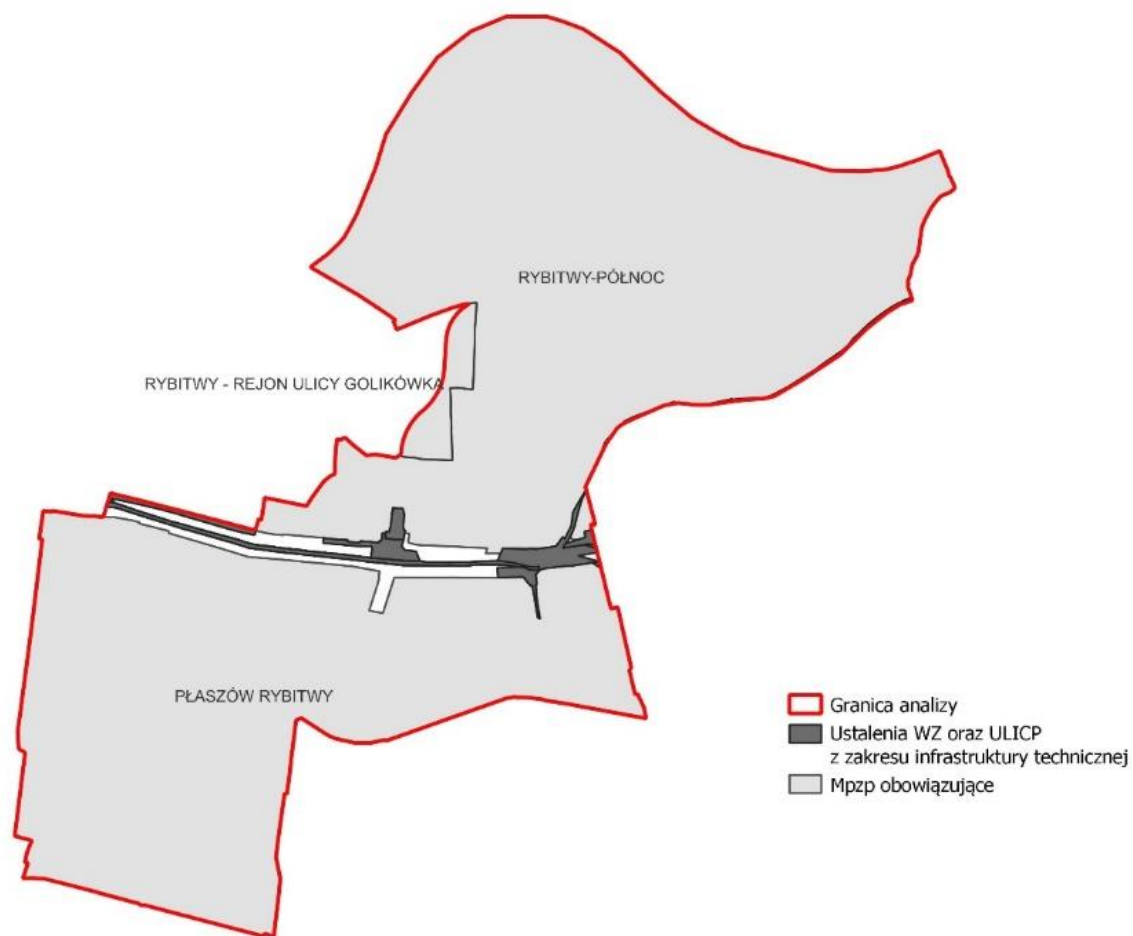 RYBITWY-PÓŁNOC
RYBITWY - REJON ULICY GOLIKÓWKA
PŁASZÓW RYBITWY
Granica analizy
Ustalenia WZ oraz ULICP
z zakresu infrastruktury technicznej
Mpzp obowiązujące